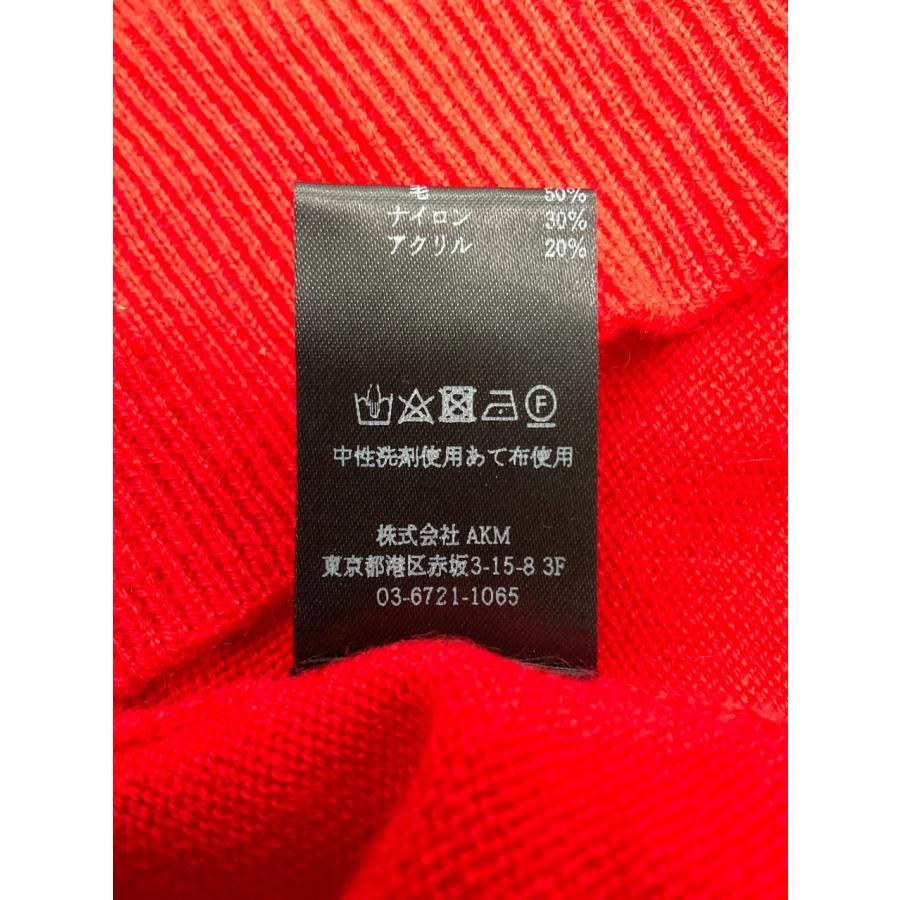 毛 50%
ナイロン 30%
アクリル 20%
F
中性洗剤使用あて布使用
株式会社 AKM
東京都港区赤坂3-15-8 3F
03-6721-1065